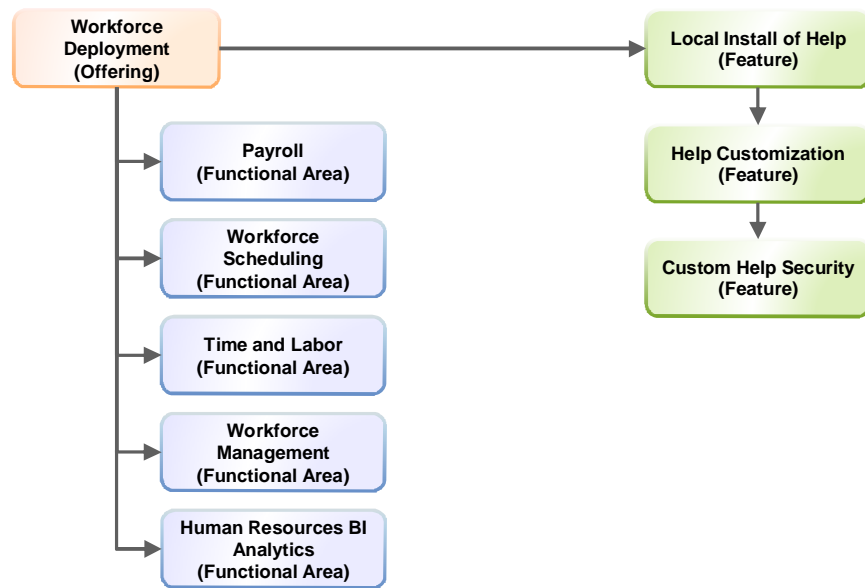 Workforce
Deployment
(Offering)
Local Install of Help
(Feature)
Payroll
(Functional Area)
Help Customization
(Feature)
Workforce
Scheduling
(Functional Area)
Custom Help Security
(Feature)
Time and Labor
(Functional Area)
Workforce
Management
(Functional Area)
Human Resources BI
Analytics
(Functional Area)